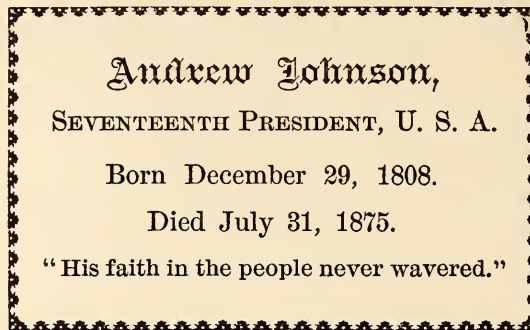 Andrew Johnson,
SEVENTEENTH PRESIDENT, U. S. A.
Born December 29, 1808.
Died July 31, 1875.
“His faith in the people never wavered.”